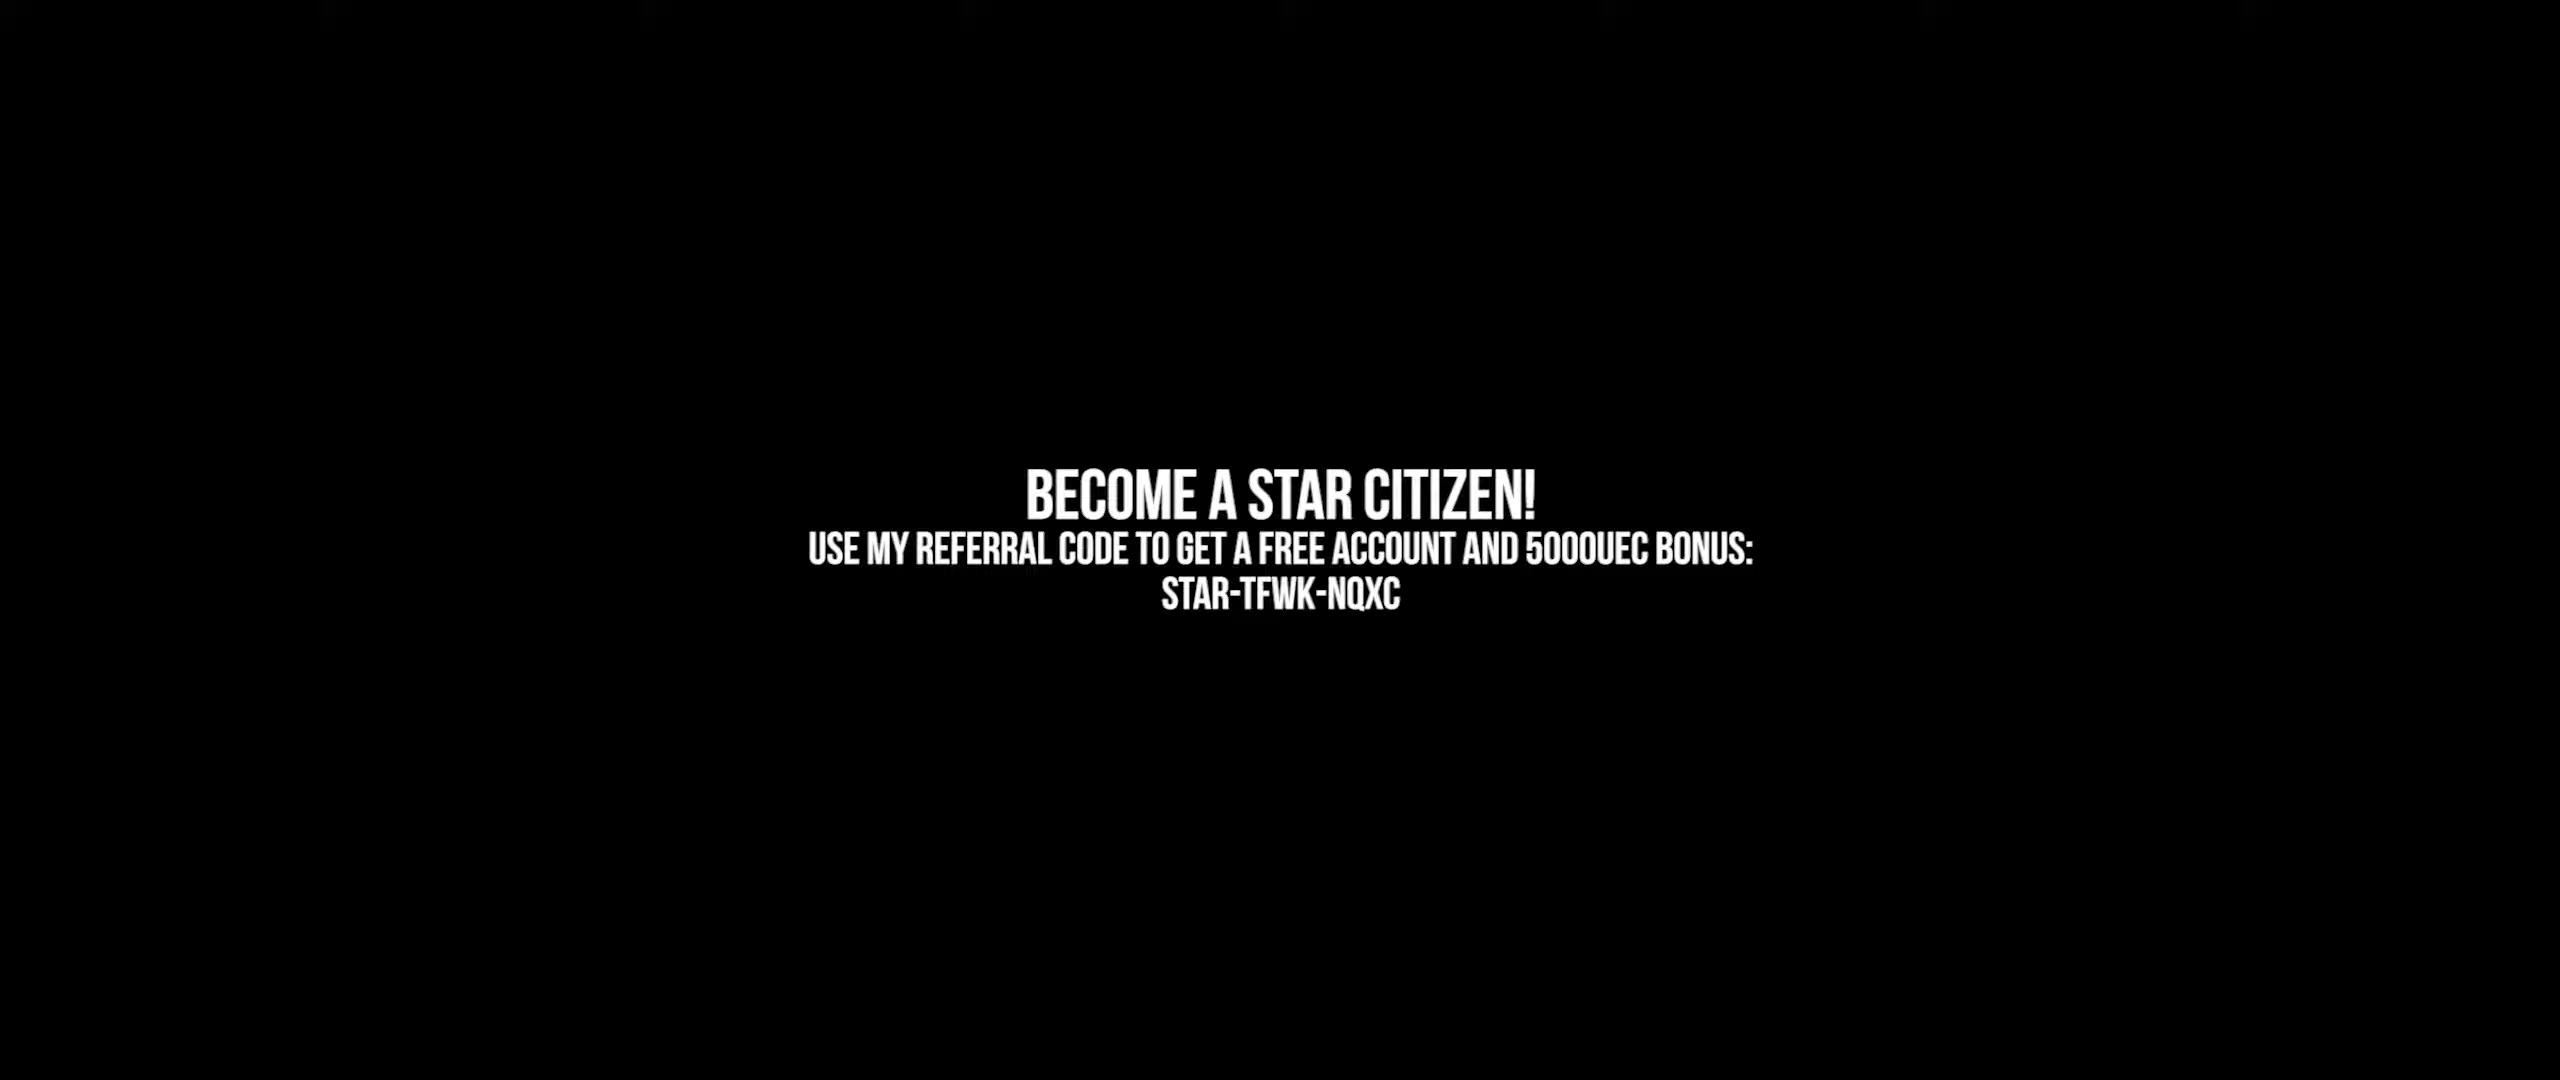 BECOME A STAR CITIZEN!
USE MY REFERRAL CODE TO GET A FREE ACCOUNT AND 5000UEC BONUS:
STAR-TFWK-NQXC